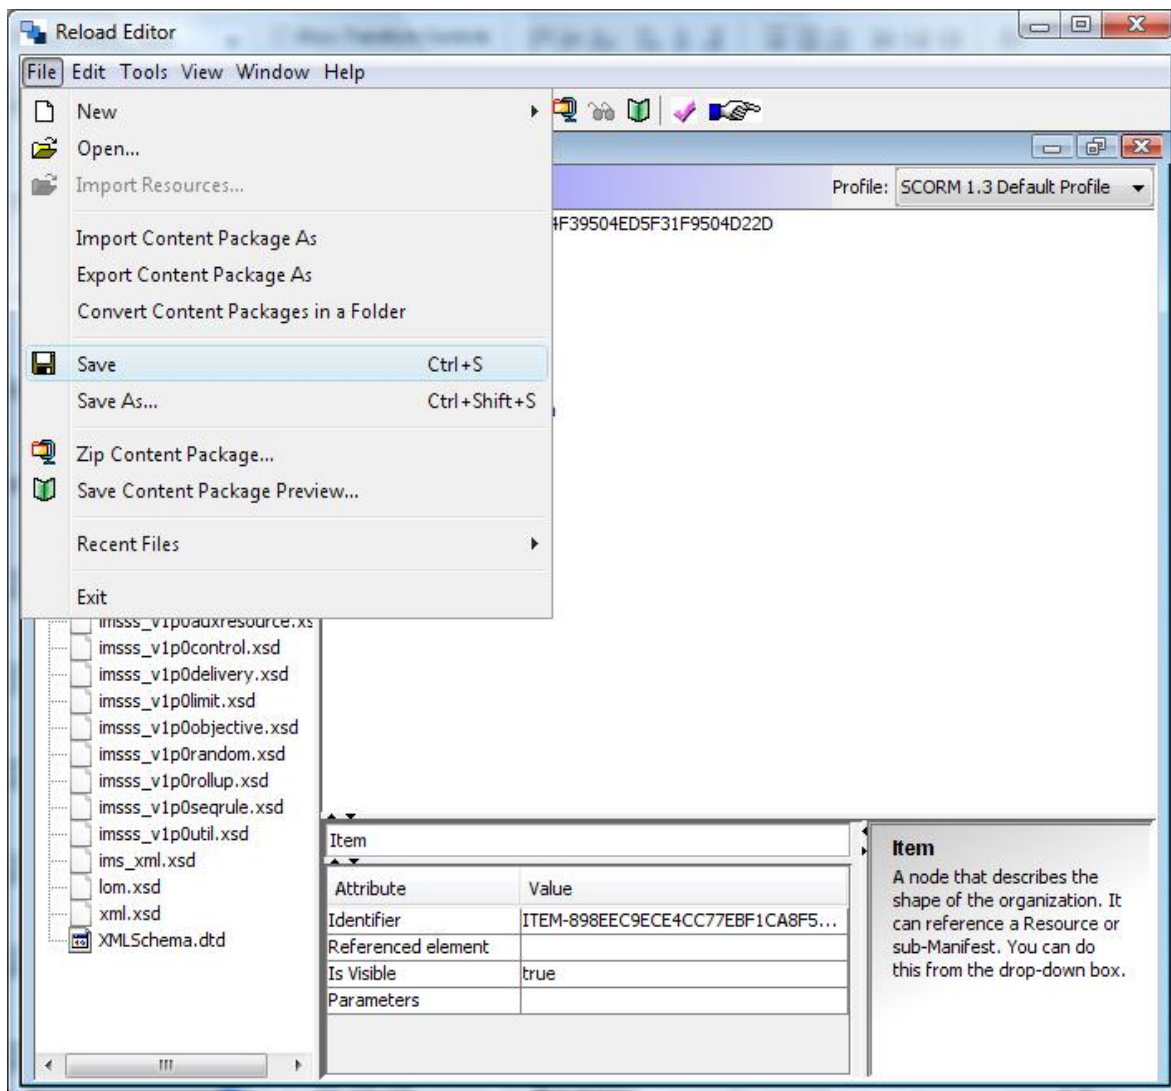 Reload Editor
File Edit Tools View Window Help
New
Open...
Import Resources...
Import Content Package As
Export Content Package As
Convert Content Packages in a Folder
Save Ctrl+S
Save As... Ctrl+Shift+S
Zip Content Package...
Save Content Package Preview...
Recent Files
Exit
Profile: SCORM 1.3 Default Profile
4F39504ED5F31F9504D22D
imsss_v1p0auxresource.xs
imsss_v1p0control.xsd
imsss_v1p0delivery.xsd
imsss_v1p0limit.xsd
imsss_v1p0objective.xsd
imsss_v1p0random.xsd
imsss_v1p0rollup.xsd
imsss_v1p0seqrule.xsd
imsss_v1p0util.xsd
ims_xml.xsd
lom.xsd
xml.xsd
XMLSchema.dtd
Item
Attribute Value
Identifier ITEM-898EEC9ECE4CC77EBF1CA8F5...
Referenced element
Is Visible true
Parameters
Item
A node that describes the
shape of the organization. It
can reference a Resource or
sub-Manifest. You can do
this from the drop-down box.